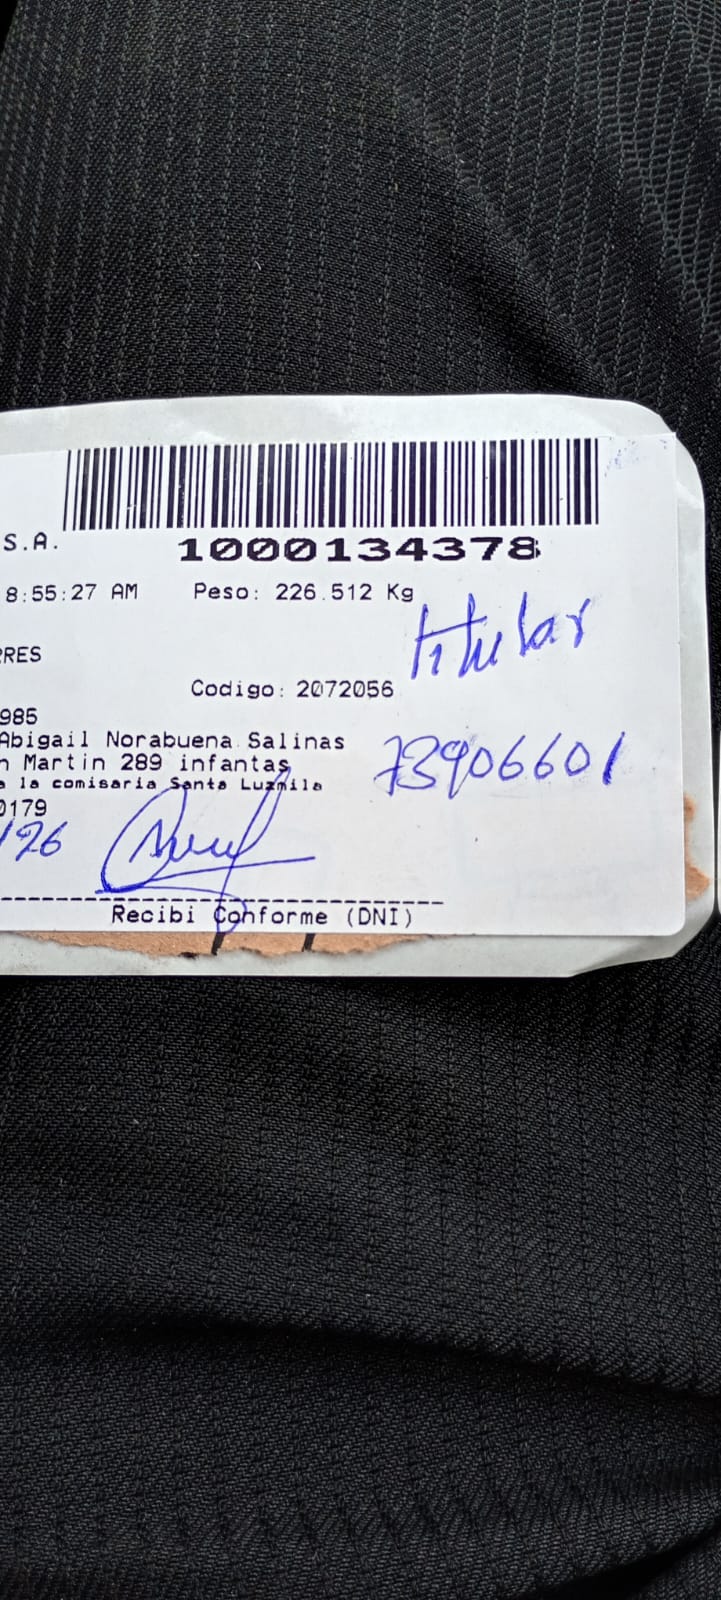 S.A.
1000134378
8:55:27 AM Peso: 226.512 Kg
RES
titular
Codigo: 2072056
985
Abigail Norabuena Salinas
73906601
n Martin 289 infantas
a la comisaria Santa Luzmila
0179
/26
Recibi Conforme (DNI)